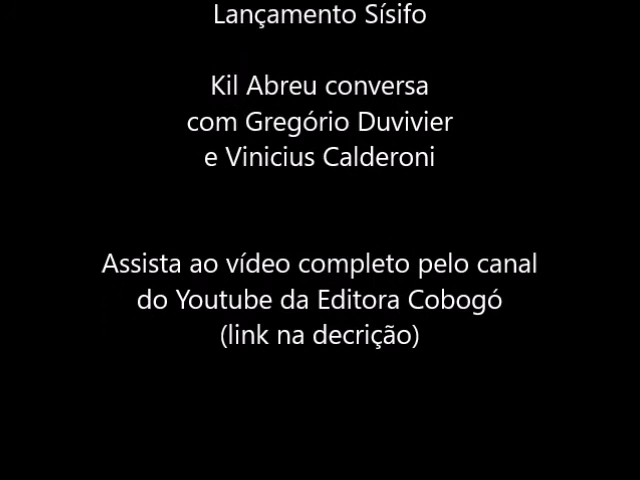 Lançamento Sísifo
Kil Abreu conversa
com Gregório Duvivier
e Vinicius Calderoni
Assista ao vídeo completo pelo canal
do Youtube da Editora Cobogó
(link na decrição)